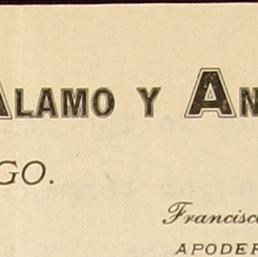 ALAMO Y AN
GO.
Francisc
APODER